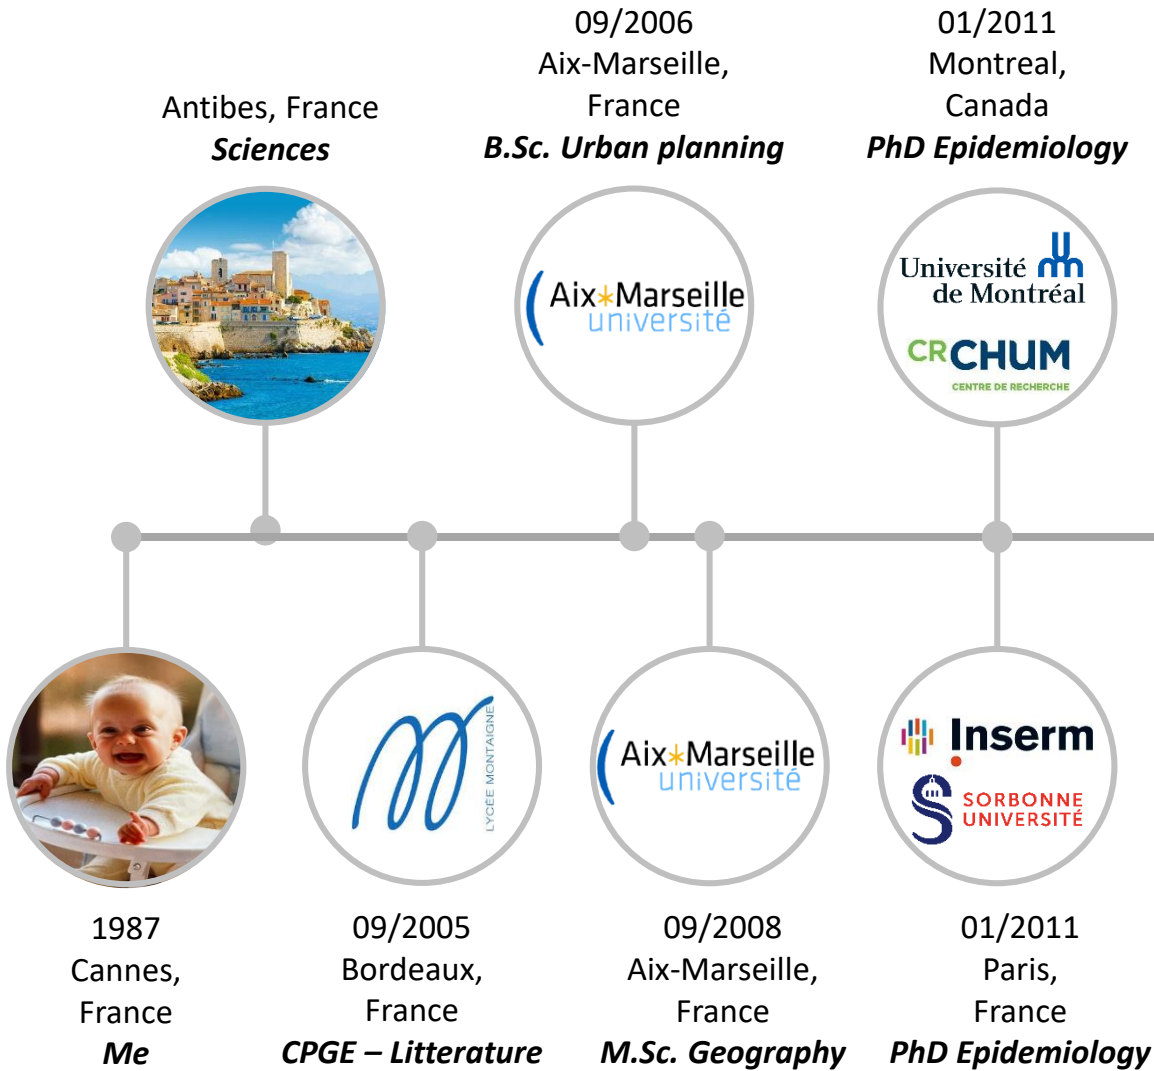 Antibes, France
Sciences
09/2006
Aix-Marseille,
France
B.Sc. Urban planning
Aix*Marseille
université
01/2011
Montreal,
Canada
PhD Epidemiology
Université
de Montréal
CRCHUM
CENTRE DE RECHERCHE
1987
Cannes,
France
Me
LYCÉE MONTAIGNE
09/2005
Bordeaux,
France
CPGE – Litterature
Aix*Marseille
université
09/2008
Aix-Marseille,
France
M.Sc. Geography
Inserm
SORBONNE
UNIVERSITÉ
01/2011
Paris,
France
PhD Epidemiology